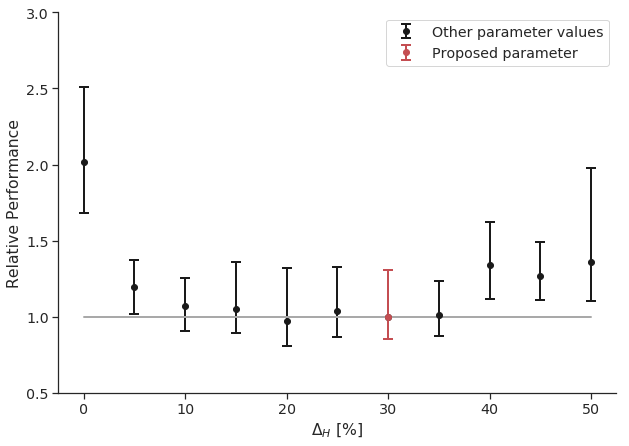 Other parameter values
Proposed parameter
Relative Performance
3.0
2.5
2.0
1.5
1.0
0.5
0 10 20 30 40 50
Δ_H [%]